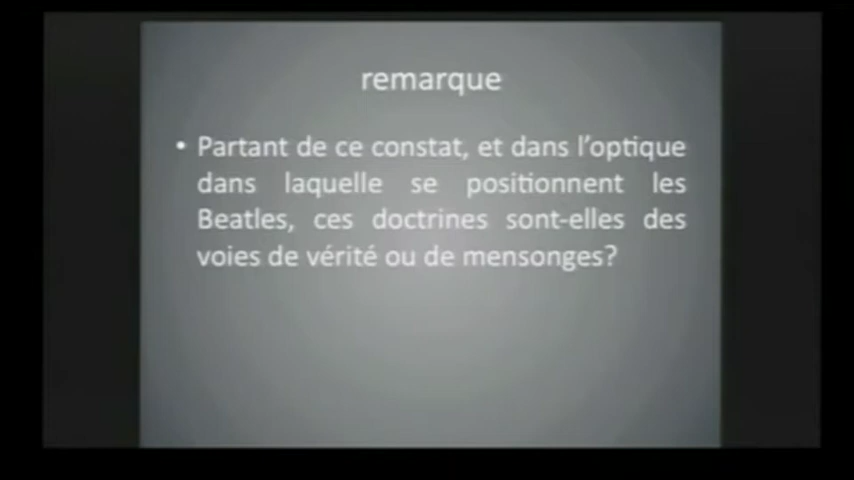 remarque
• Partant de ce constat, et dans l'optique
dans laquelle se positionnent les
Beatles, ces doctrines sont-elles des
voies de vérité ou de mensonges?